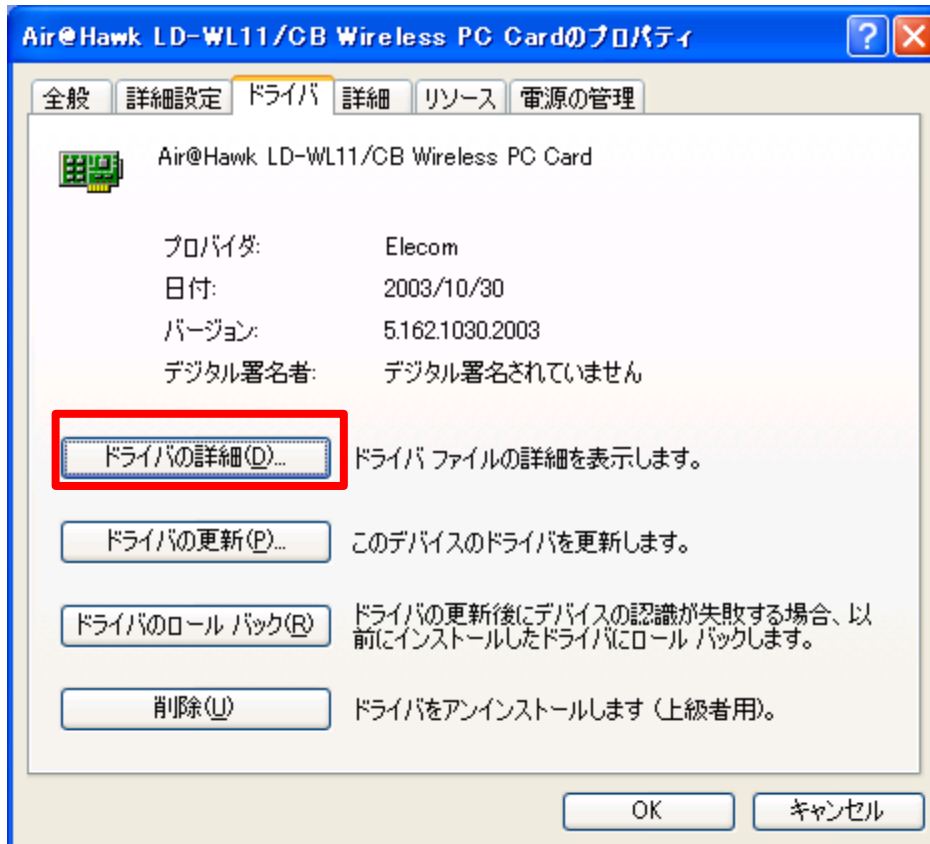 Air@Hawk LD-WL11/CB Wireless PC Cardのプロパティ
全般 詳細設定 ドライバ 詳細 リソース 電源の管理
Air@Hawk LD-WL11/CB Wireless PC Card
プロバイダ: Elecom
日付: 2003/10/30
バージョン: 5.162.1030.2003
デジタル署名者: デジタル署名されていません
ドライバの詳細(D)... ドライバ ファイルの詳細を表示します。
ドライバの更新(P)... このデバイスのドライバを更新します。
ドライバのロール バック(R) ドライバの更新後にデバイスの認識が失敗する場合、以
前にインストールしたドライバにロール バックします。
削除(U) ドライバをアンインストールします (上級者用)。
OK キャンセル